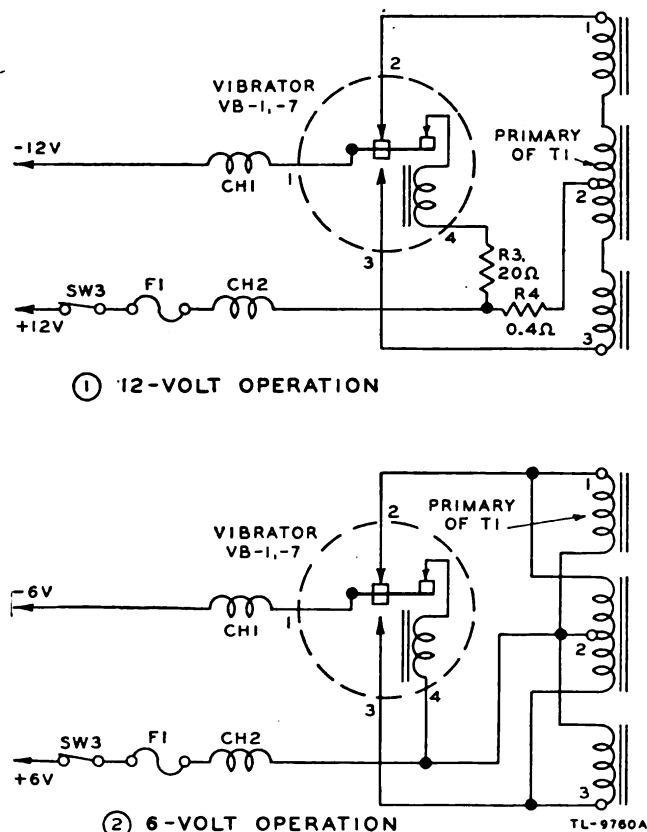 1
2
VIBRATOR
VB-1,-7
PRIMARY
OF T1
-12V
CH1
1
2
4
3
R3,
20Ω
SW3
F1
CH2
R4
+12V
0.4Ω
3
1 12-VOLT OPERATION
1
2
PRIMARY
OF T1
VIBRATOR
VB-1,-7
-6V
CH1
1
2
4
3
SW3
F1
CH2
+6V
3
2 6-VOLT OPERATION
TL-9760A